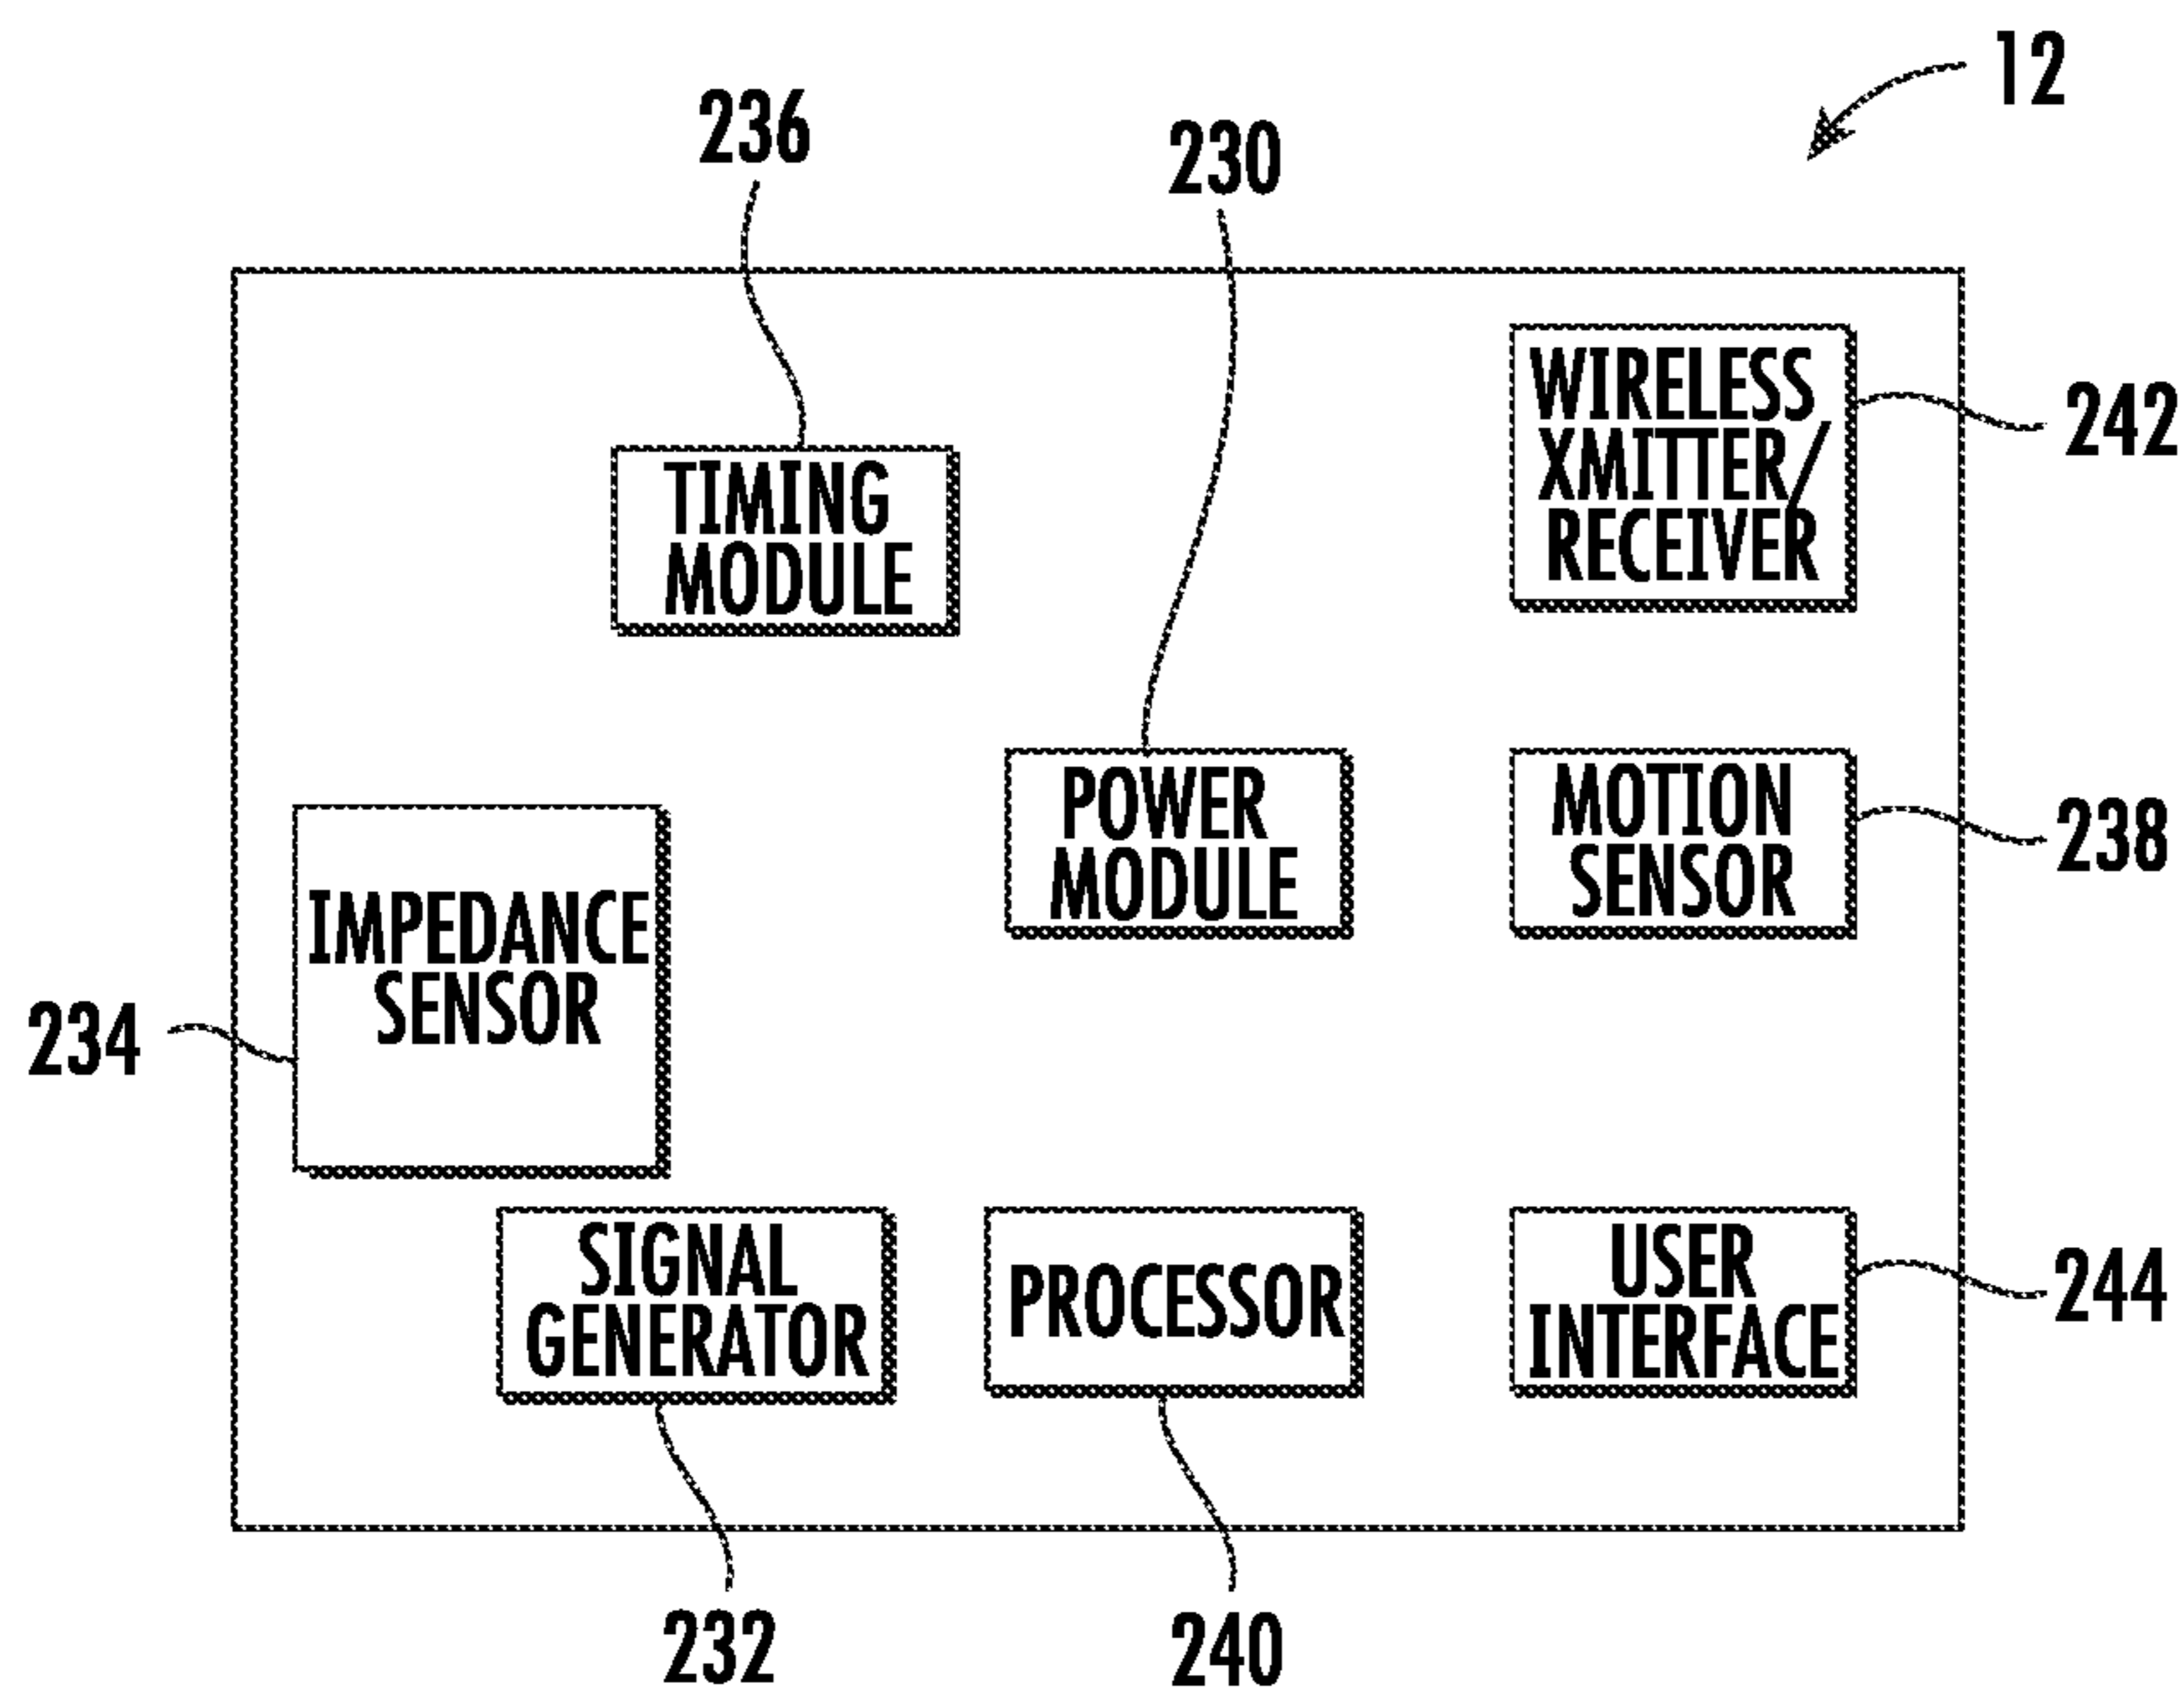 12
236
230
WIRELESS
XMITTER/
RECEIVER
242
TIMING
MODULE
POWER
MODULE
MOTION
SENSOR
238
IMPEDANCE
SENSOR
234
SIGNAL
GENERATOR
PROCESSOR
USER
INTERFACE
244
232
240